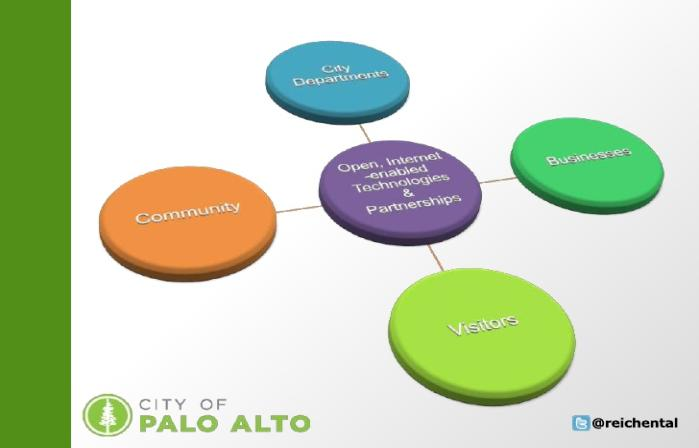 City
Departments
Open, Internet
-enabled
Technologies
&
Partnerships
Businesses
Community
Visitors
CITY OF
PALO ALTO
@reichental